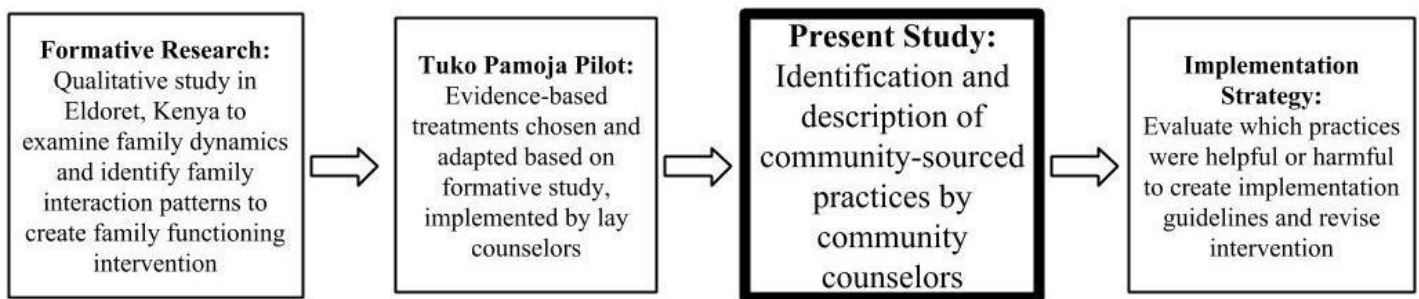 Formative Research:
Qualitative study in
Eldoret, Kenya to
examine family dynamics
and identify family
interaction patterns to
create family functioning
intervention
Tuko Pamoja Pilot:
Evidence-based
treatments chosen and
adapted based on
formative study,
implemented by lay
counselors
Present Study:
Identification and
description of
community-sourced
practices by
community
counselors
Implementation
Strategy:
Evaluate which practices
were helpful or harmful
to create implementation
guidelines and revise
intervention